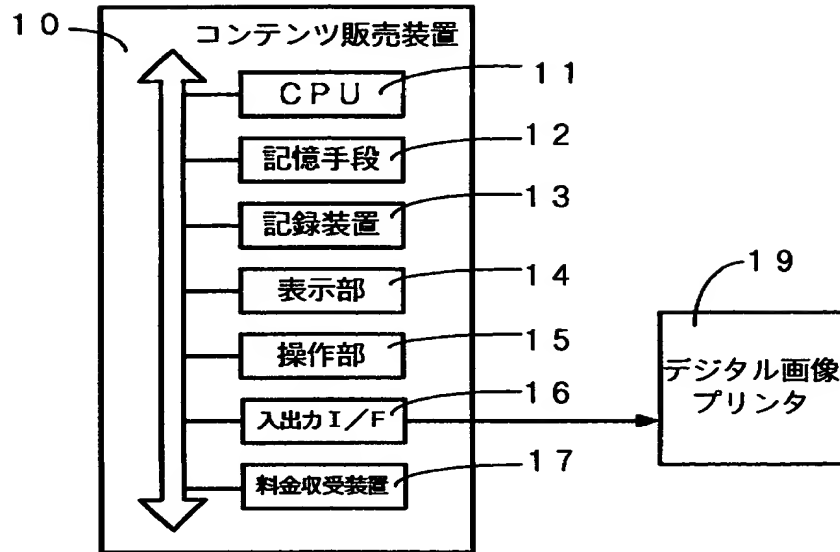 １０
コンテンツ販売装置
ＣＰＵ
１１
記憶手段
１２
記録装置
１３
表示部
１４
操作部
１５
入出力Ｉ／Ｆ
１６
料金収受装置
１７
１９
デジタル画像
プリンタ